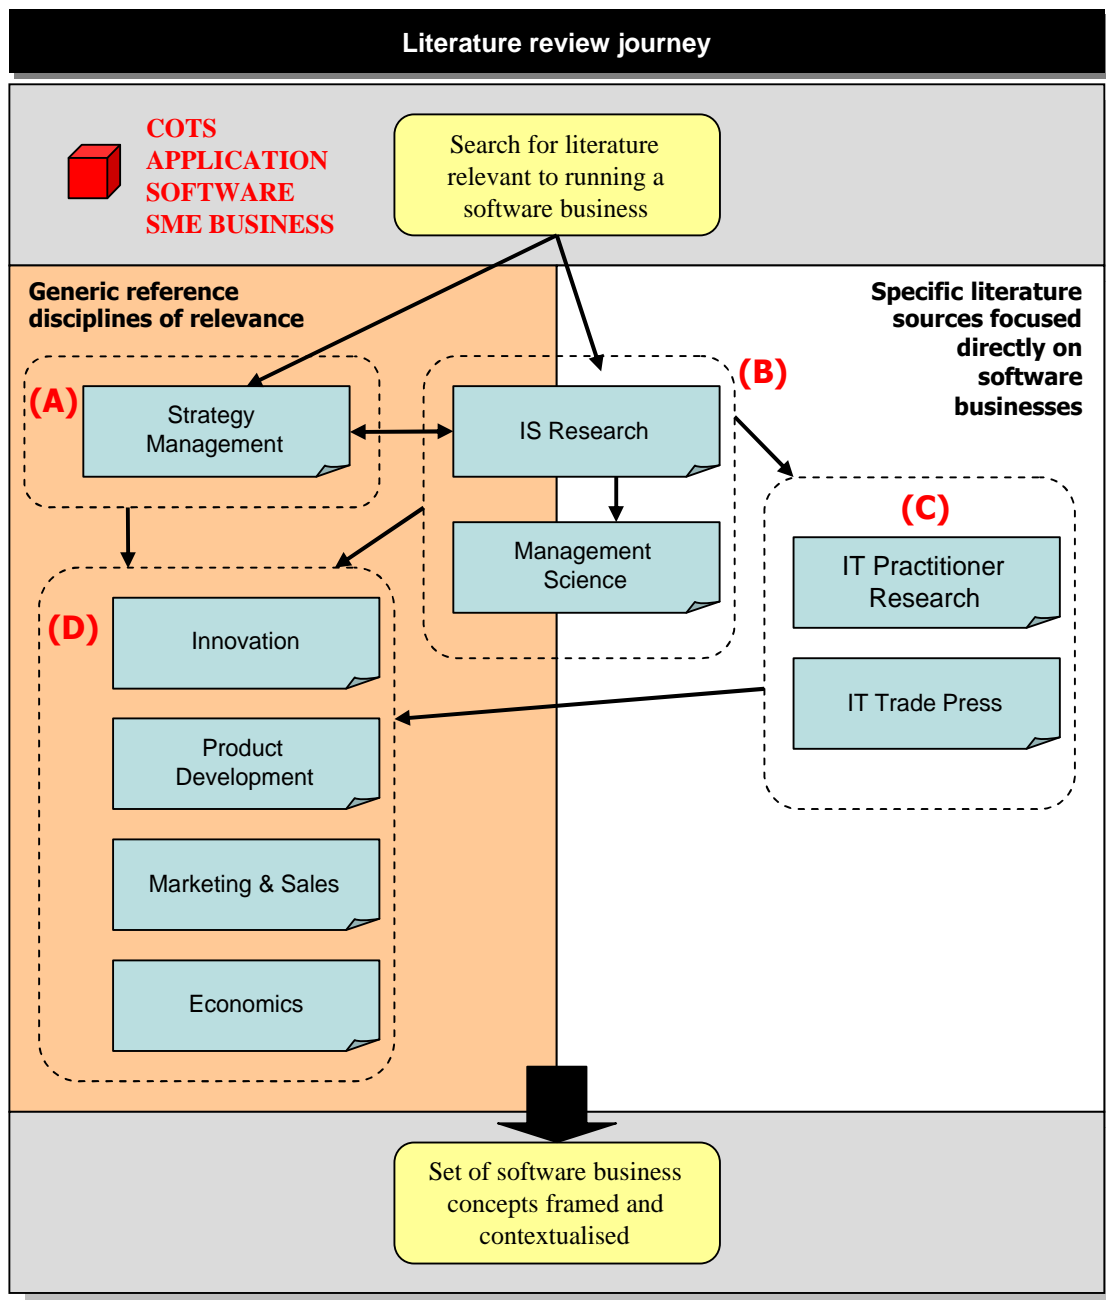 Literature review journey
COTS
APPLICATION
SOFTWARE
SME BUSINESS
Search for literature
relevant to running a
software business
Generic reference
disciplines of relevance
Specific literature
sources focused
directly on
software
businesses
(A)
Strategy
Management
(B)
IS Research
Management
Science
(C)
IT Practitioner
Research
IT Trade Press
(D)
Innovation
Product
Development
Marketing & Sales
Economics
Set of software business
concepts framed and
contextualised